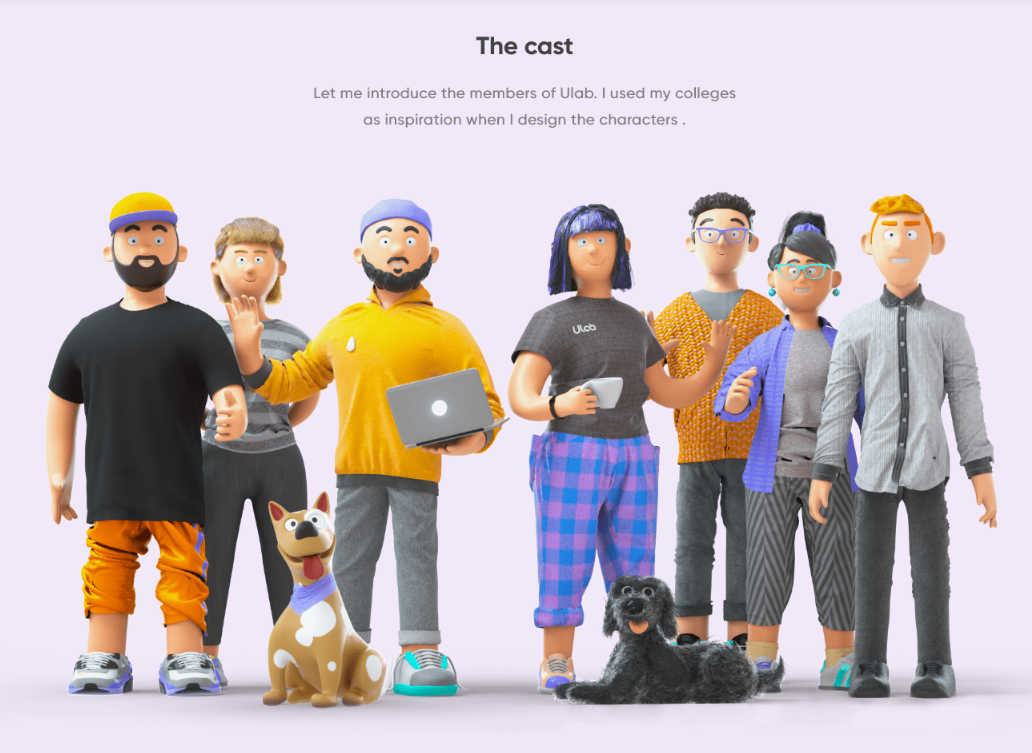 The cast
Let me introduce the members of Ulab. I used my colleges
as inspiration when I design the characters .
Ulab